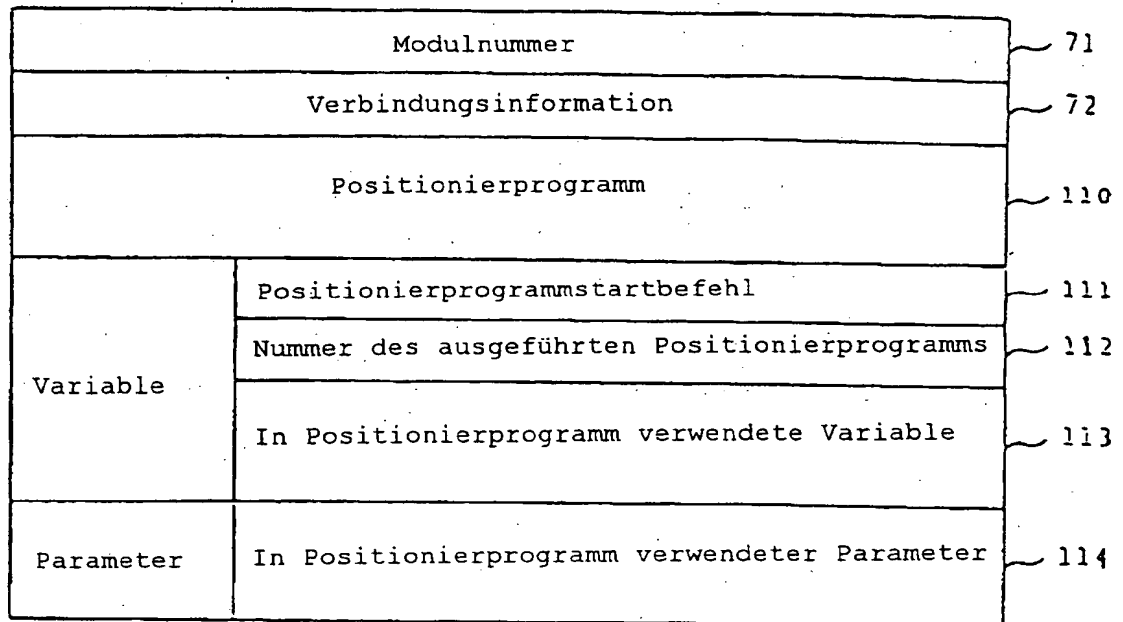 Modulnummer 71
Verbindungsinformation 72
Positionierprogramm 110
Positionierprogrammstartbefehl 111
Nummer des ausgeführten Positionierprogramms 112
Variable
In Positionierprogramm verwendete Variable 113
Parameter In Positionierprogramm verwendeter Parameter 114